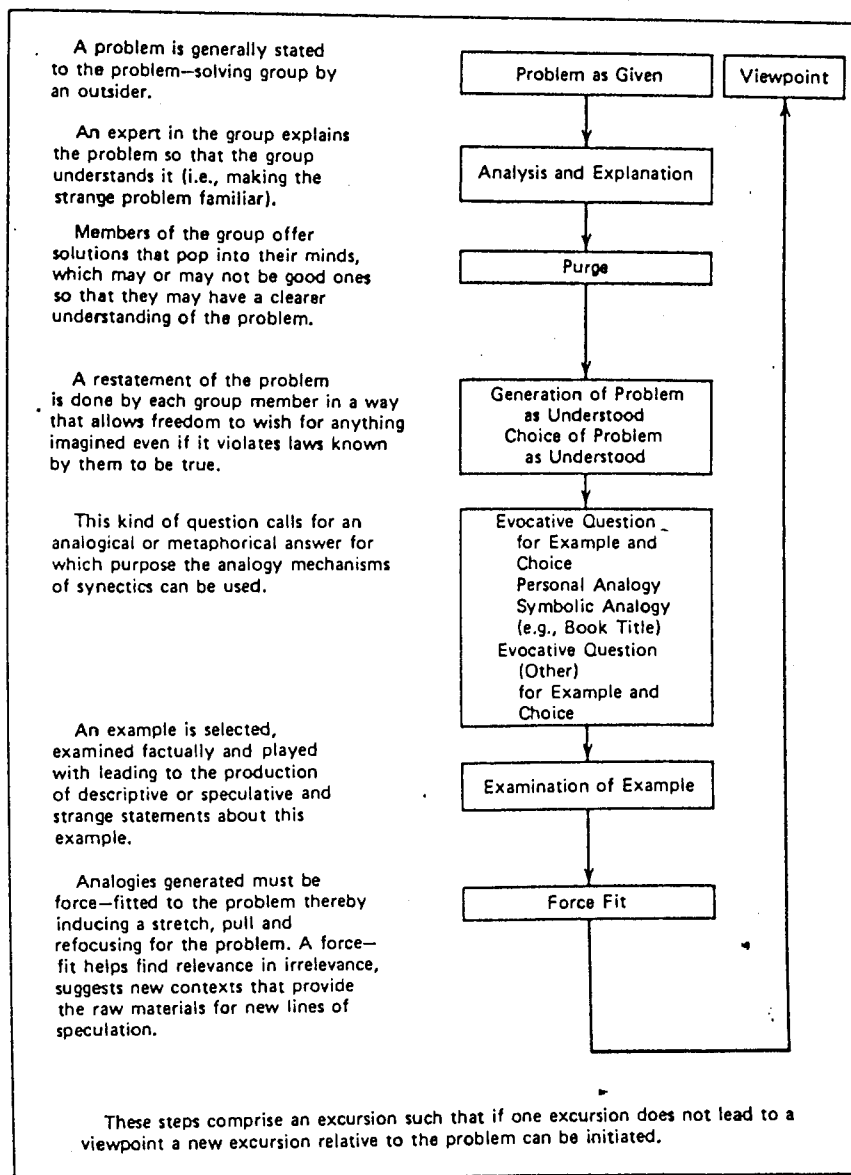 A problem is generally stated
to the problem—solving group by
an outsider.
Problem as Given
Viewpoint
An expert in the group explains
the problem so that the group
understands it (i.e., making the
strange problem familiar).
Analysis and Explanation
Members of the group offer
solutions that pop into their minds,
which may or may not be good ones
so that they may have a clearer
understanding of the problem.
Purge
A restatement of the problem
is done by each group member in a way
that allows freedom to wish for anything
imagined even if it violates laws known
by them to be true.
Generation of Problem
as Understood
Choice of Problem
as Understood
This kind of question calls for an
analogical or metaphorical answer for
which purpose the analogy mechanisms
of synectics can be used.
Evocative Question
for Example and
Choice
Personal Analogy
Symbolic Analogy
(e.g., Book Title)
Evocative Question
(Other)
for Example and
Choice
An example is selected,
examined factually and played
with leading to the production
of descriptive or speculative and
strange statements about this
example.
Examination of Example
Analogies generated must be
force—fitted to the problem thereby
inducing a stretch, pull and
refocusing for the problem. A force—
fit helps find relevance in irrelevance,
suggests new contexts that provide
the raw materials for new lines of
speculation.
Force Fit
These steps comprise an excursion such that if one excursion does not lead to a
viewpoint a new excursion relative to the problem can be initiated.